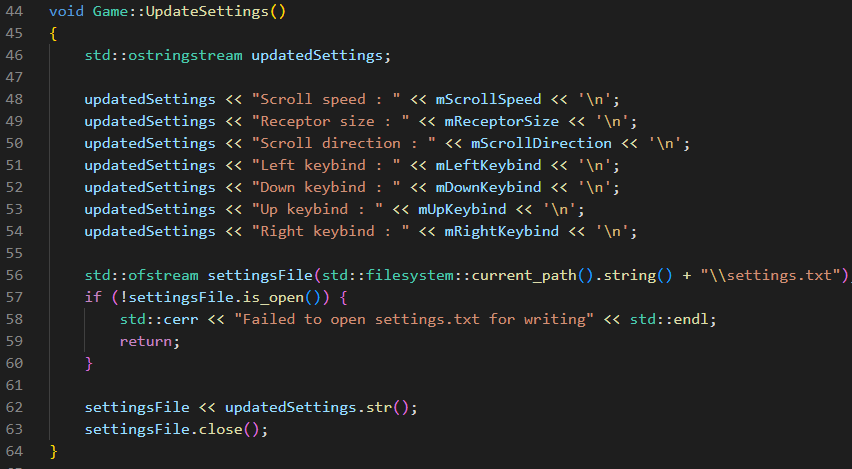 44 void Game::UpdateSettings()
45 {
46     std::ostringstream updatedSettings;
47
48     updatedSettings << "Scroll speed : " << mScrollSpeed << '\n';
49     updatedSettings << "Receptor size : " << mReceptorSize << '\n';
50     updatedSettings << "Scroll direction : " << mScrollDirection << '\n';
51     updatedSettings << "Left keybind : " << mLeftKeybind << '\n';
52     updatedSettings << "Down keybind : " << mDownKeybind << '\n';
53     updatedSettings << "Up keybind : " << mUpKeybind << '\n';
54     updatedSettings << "Right keybind : " << mRightKeybind << '\n';
55
56     std::ofstream settingsFile(std::filesystem::current_path().string() + "\\settings.txt")
57     if (!settingsFile.is_open()) {
58         std::cerr << "Failed to open settings.txt for writing" << std::endl;
59         return;
60     }
61
62     settingsFile << updatedSettings.str();
63     settingsFile.close();
64 }